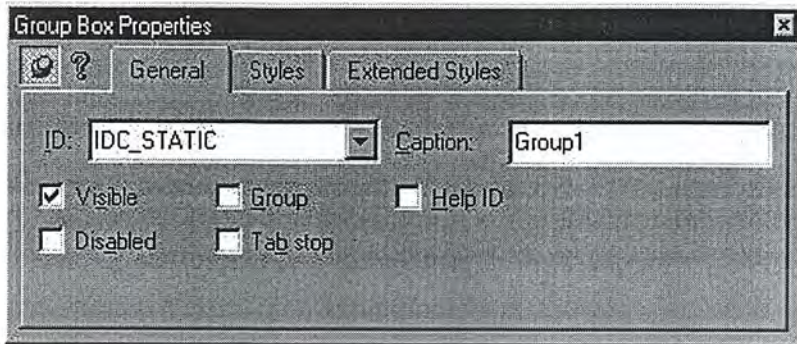 Group Box Properties
General Styles Extended Styles
ID: IDC_STATIC Caption: Group1
Visible Group Help ID
Disabled Tab stop